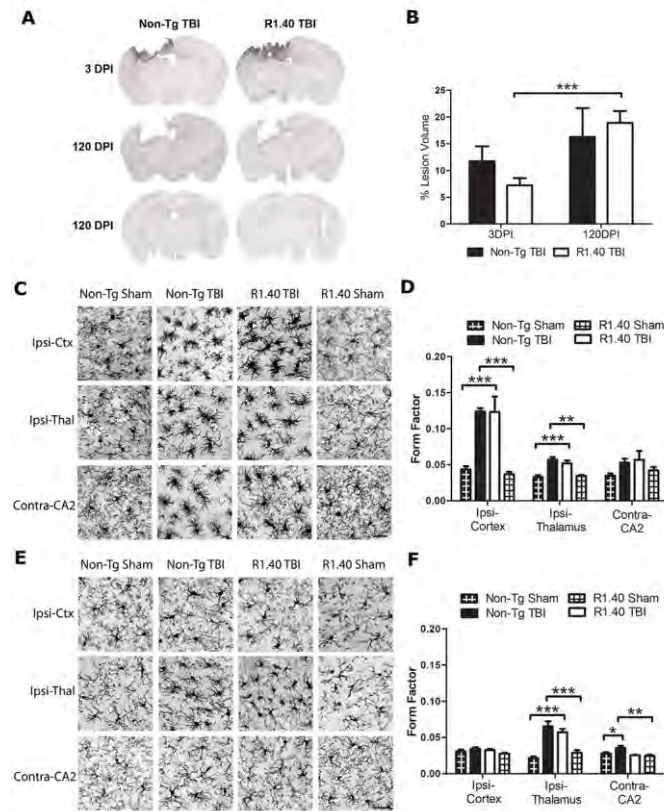 A
Non-Tg TBI R1.40 TBI
3 DPI
120 DPI
120 DPI
B
***
% Lesion Volume
25
20
15
10
5
0
3DPI 120DPI
Non-Tg TBI R1.40 TBI
C
Non-Tg Sham Non-Tg TBI R1.40 TBI R1.40 Sham
Ipsi-Ctx
Ipsi-Thal
Contra-CA2
D
Non-Tg Sham R1.40 Sham
Non-Tg TBI R1.40 TBI
Form Factor
0.20
0.15
0.10
0.05
0.00
***
***
**
***
Ipsi-Cortex Ipsi-Thalamus Contra-CA2
E
Non-Tg Sham Non-Tg TBI R1.40 TBI R1.40 Sham
Ipsi-Ctx
Ipsi-Thal
Contra-CA2
F
Non-Tg Sham R1.40 Sham
Non-Tg TBI R1.40 TBI
Form Factor
0.20
0.15
0.10
0.05
0.00
***
***
**
*
Ipsi-Cortex Ipsi-Thalamus Contra-CA2